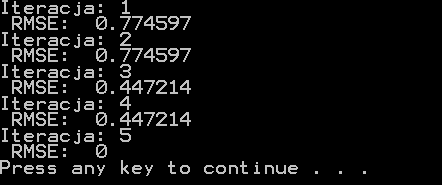 Iteracja: 1
RMSE: 0.774597
Iteracja: 2
RMSE: 0.774597
Iteracja: 3
RMSE: 0.447214
Iteracja: 4
RMSE: 0.447214
Iteracja: 5
RMSE: 0
Press any key to continue . . .